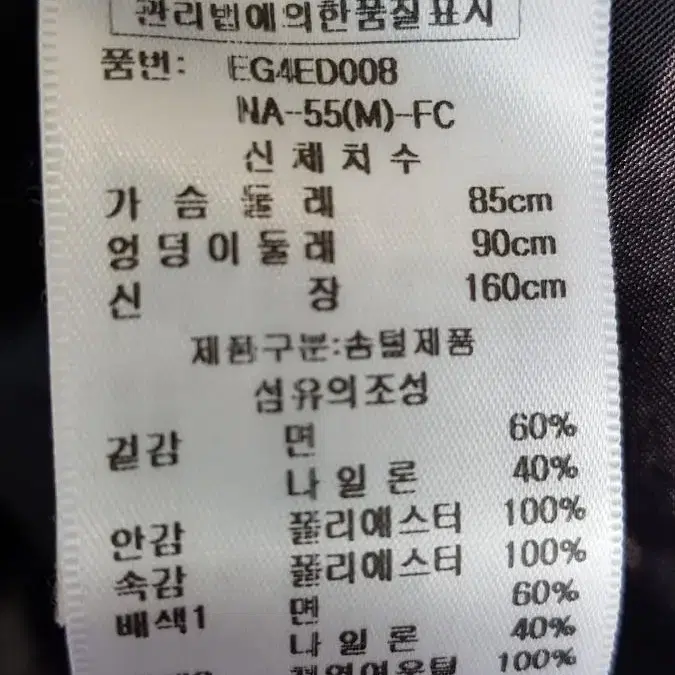 관리법에의한품질표시
품번: EG4ED008
NA-55(M)-FC
신 체 치 수
가 슴 둘 레 85cm
엉덩이둘레 90cm
신 장 160cm
제품구분:솜털제품
섬유의조성
겉감 면 60%
나 일 론 40%
안감 폴리에스터 100%
속감 폴리에스터 100%
배색1 면 60%
나 일 론 40%
100%